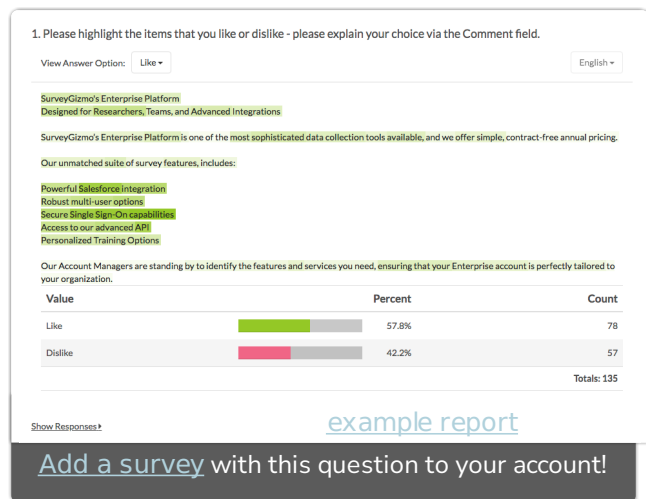 1. Please highlight the items that you like or dislike - please explain your choice via the Comment field.
View Answer Option: Like
English
SurveyGizmo's Enterprise Platform
Designed for Researchers, Teams, and Advanced Integrations
SurveyGizmo's Enterprise Platform is one of the most sophisticated data collection tools available, and we offer simple, contract-free annual pricing.
Our unmatched suite of survey features, includes:
Powerful Salesforce integration
Robust multi-user options
Secure Single Sign-On capabilities
Access to our advanced API
Personalized Training Options
Our Account Managers are standing by to identify the features and services you need, ensuring that your Enterprise account is perfectly tailored to
your organization.
Value Percent Count
Like 57.8% 78
Dislike 42.2% 57
Totals: 135
example report
Show Responses
Add a survey with this question to your account!